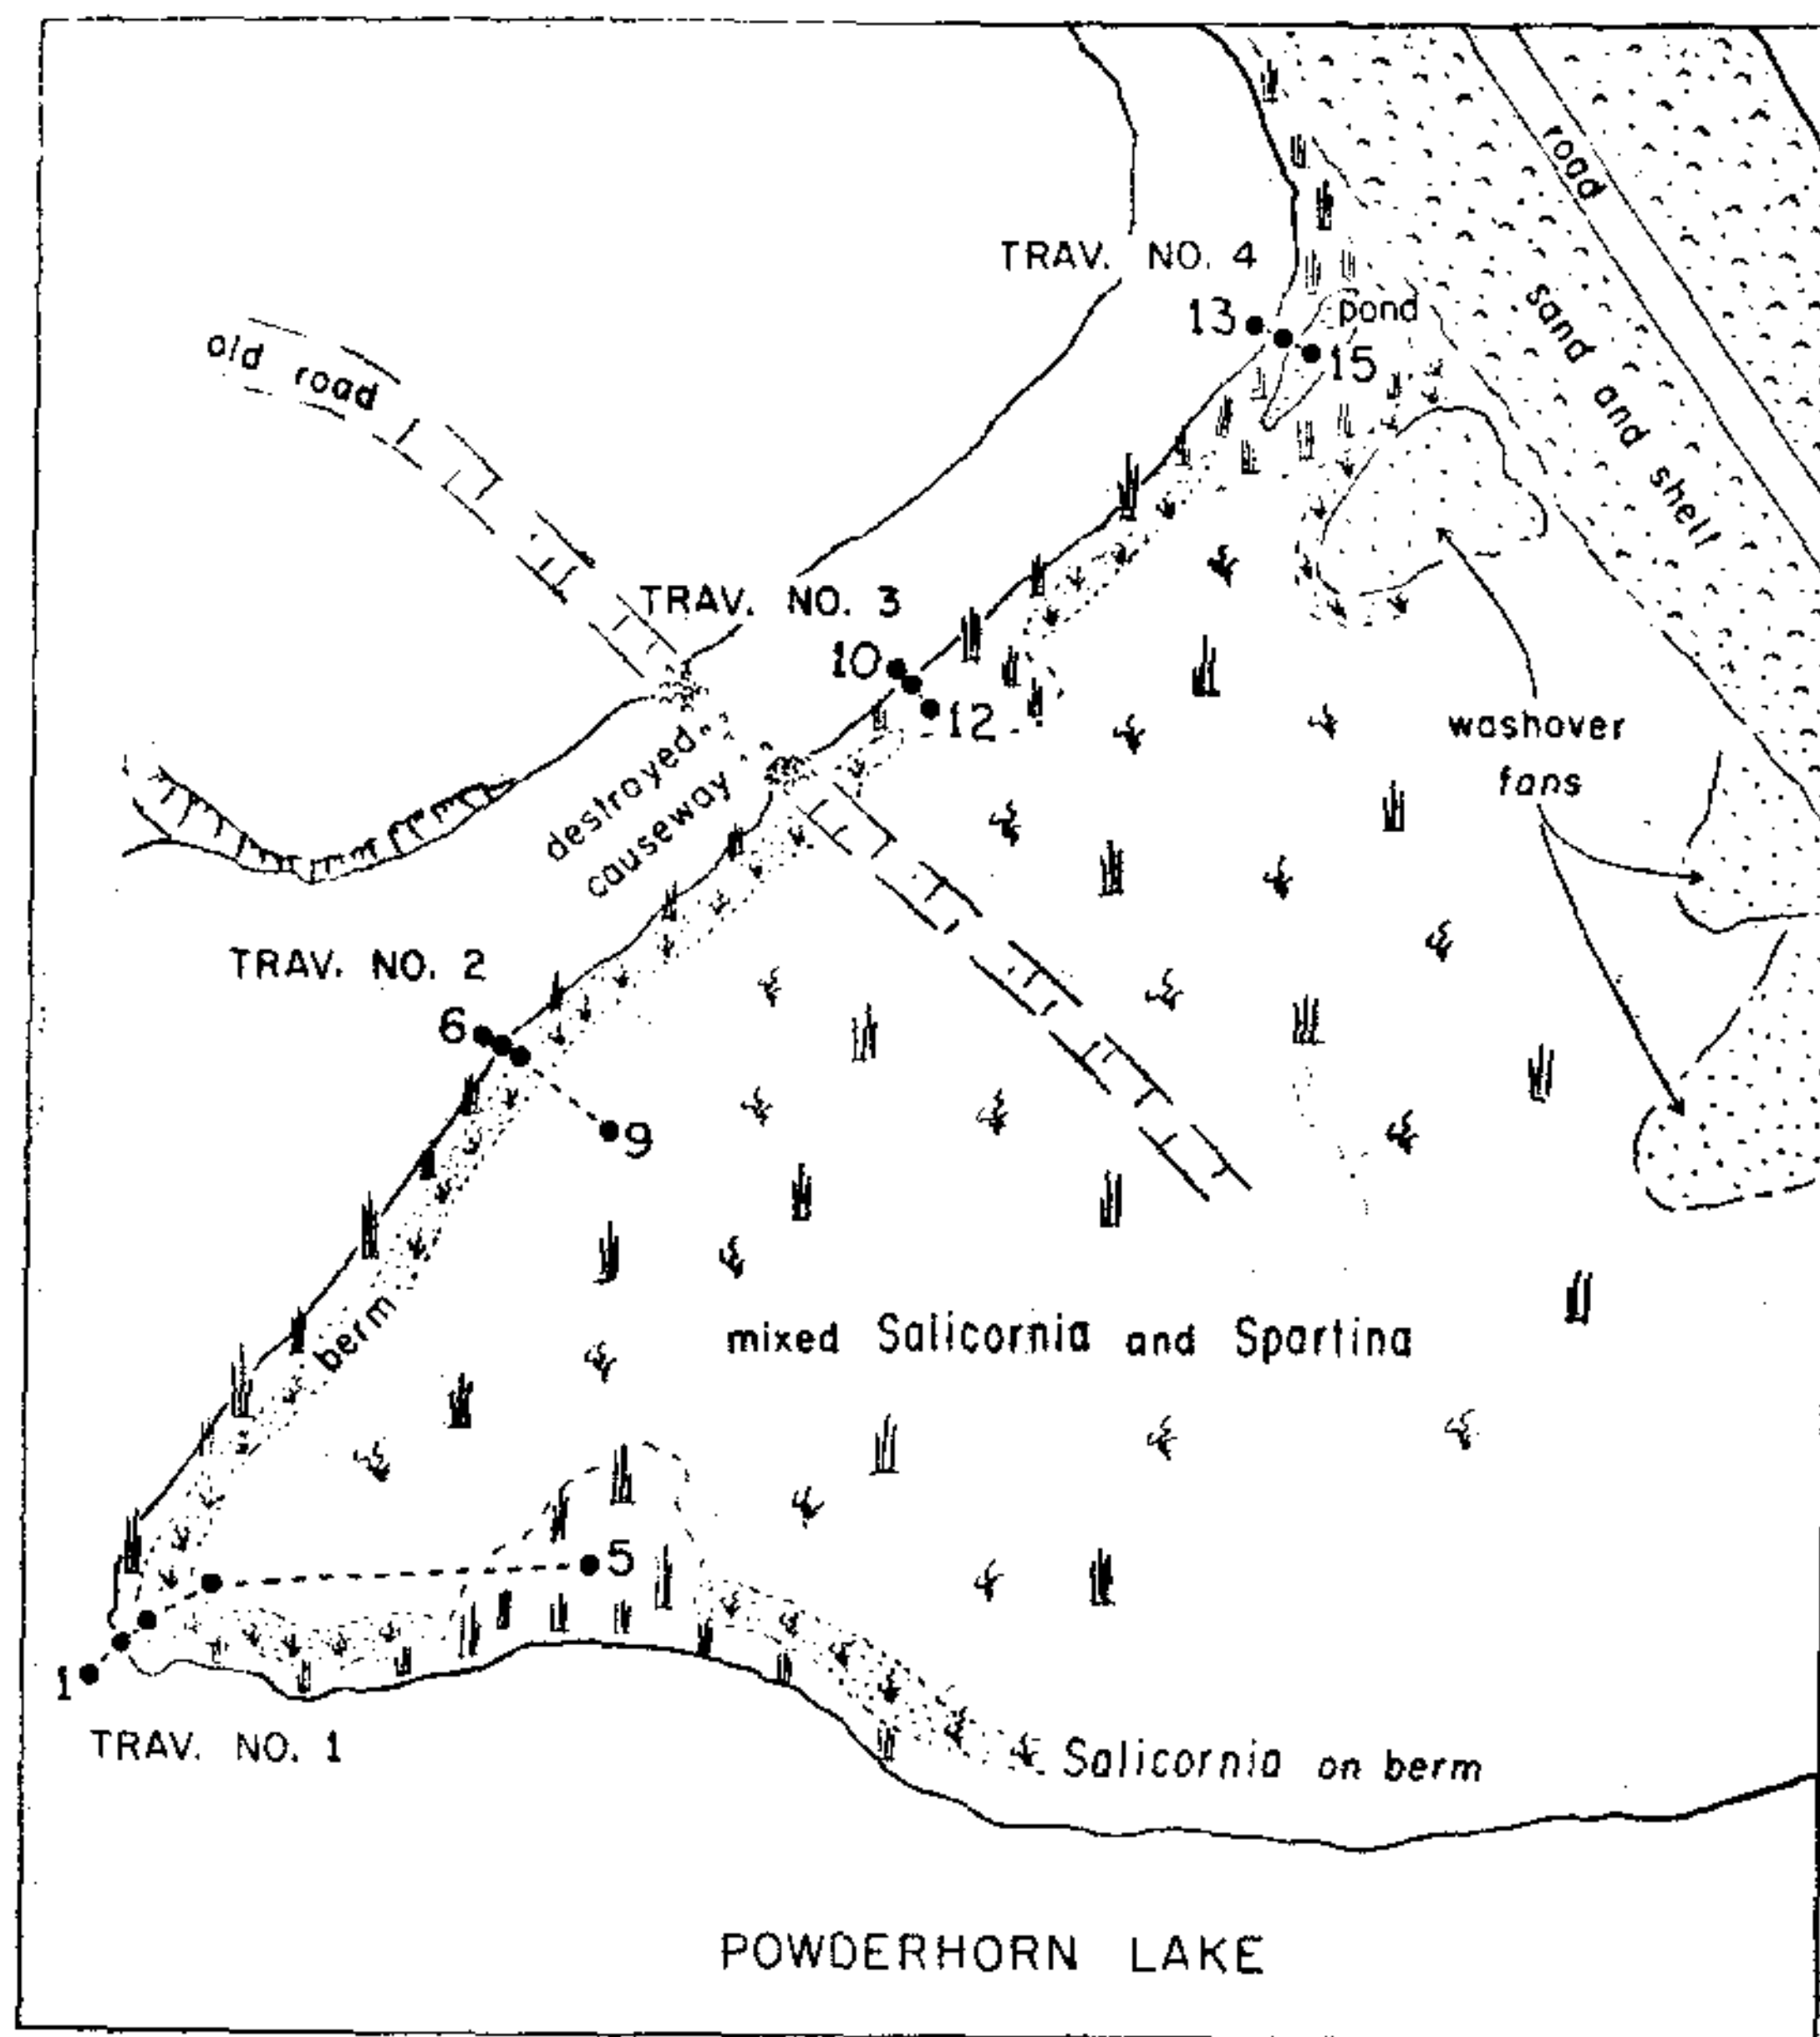 road
TRAV. NO. 4
13
pond
15
sand and shell
old road
TRAV. NO. 3
10
12
washover
fans
destroyed
causeway
TRAV. NO. 2
6
9
berm
mixed Salicornia and Spartina
5
1
TRAV. NO. 1
Salicornia on berm
POWDERHORN LAKE